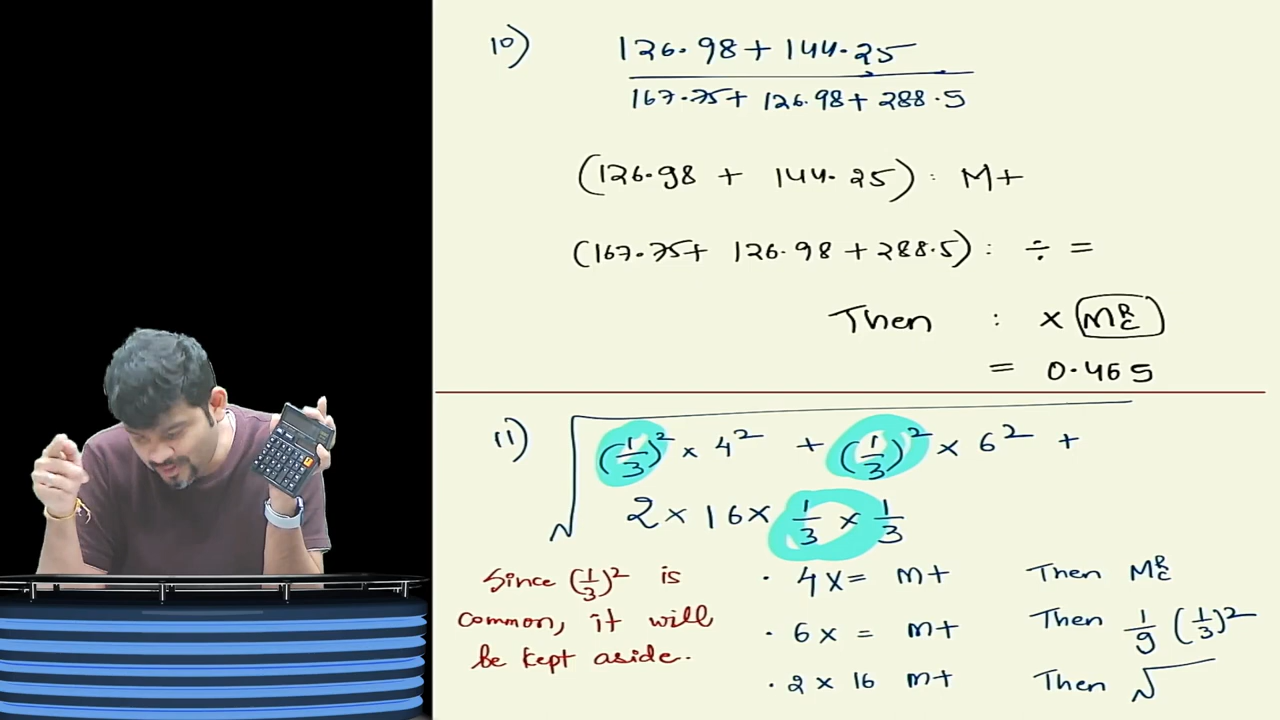 10) 126.98 + 144.25
167.75 + 126.98 + 288.5
(126.98 + 144.25) : M+
(167.75 + 126.98 + 288.5) : ÷ =
Then : × MRC
= 0.465
11) √ (1/3)² × 4² + (1/3)² × 6² +
2 × 16 × 1/3 × 1/3
Since (1/3)² is
common, it will
be kept aside.
· 4 × = M+ Then MRC
· 6 × = M+ Then 1/9 (1/3)²
· 2 × 16 M+ Then √